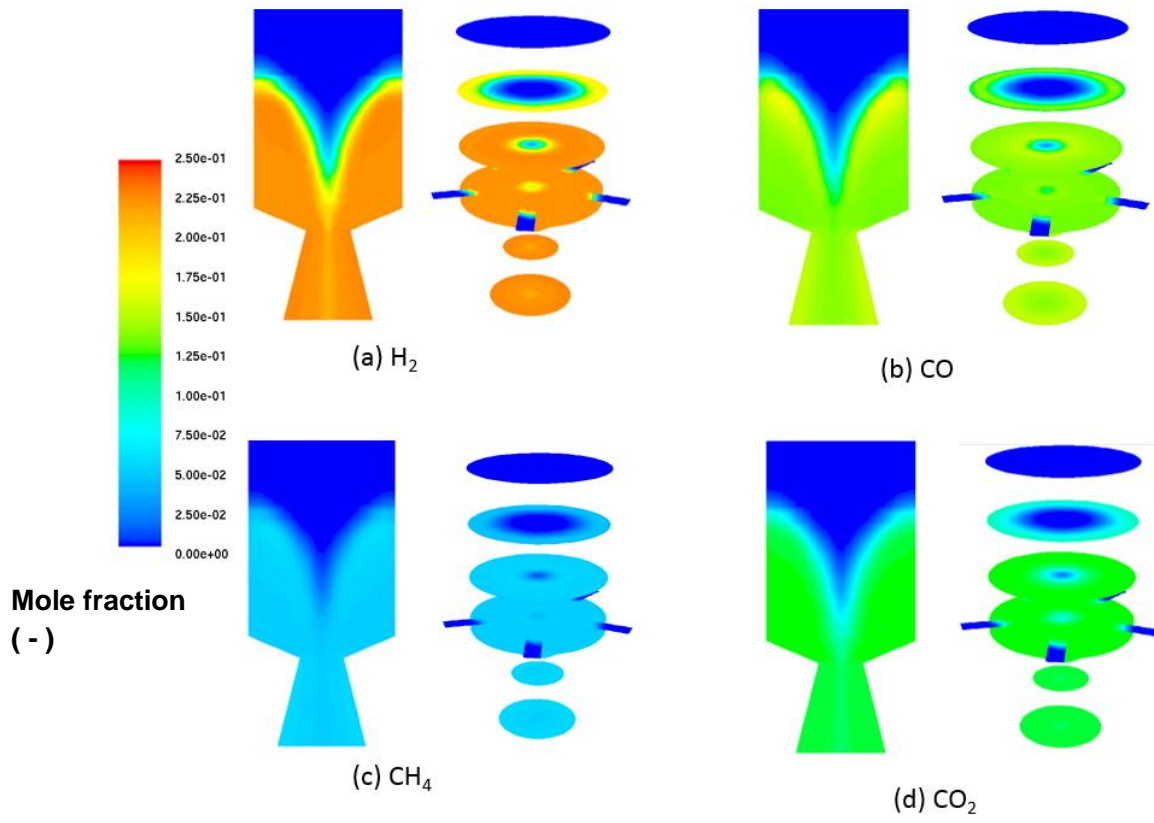 2.50e-01
2.25e-01
2.00e-01
1.75e-01
1.50e-01
1.25e-01
1.00e-01
7.50e-02
5.00e-02
2.50e-02
0.00e+00
Mole fraction
( - )
(a) H₂
(b) CO
(c) CH₄
(d) CO₂